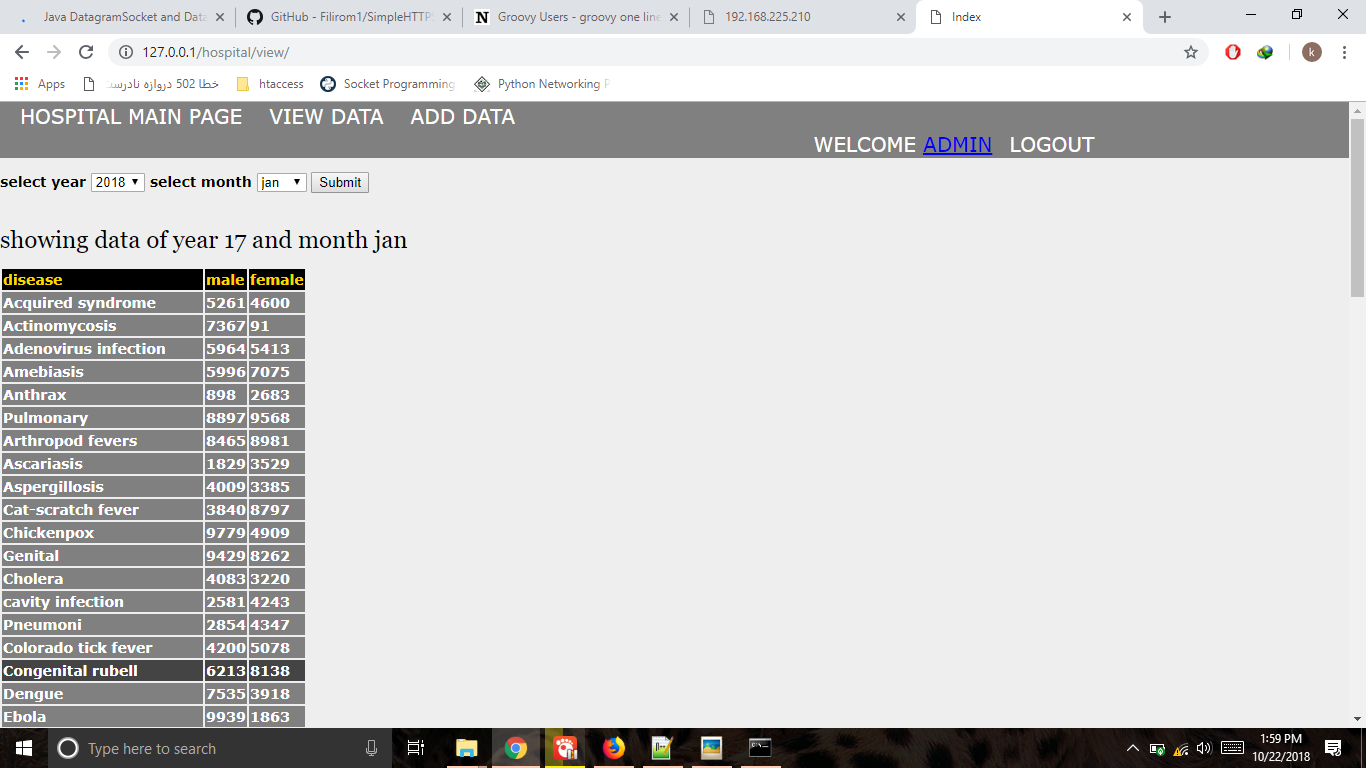 Java DatagramSocket and Data
GitHub - Filirom1/SimpleHTTPS
Groovy Users - groovy one line
192.168.225.210
Index
127.0.0.1/hospital/view/
k
Apps
خطا 502 دروازه نادرست
htaccess
Socket Programming
Python Networking P
HOSPITAL MAIN PAGE VIEW DATA ADD DATA
WELCOME ADMIN LOGOUT
select year 2018 select month jan Submit
showing data of year 17 and month jan
disease male female
Acquired syndrome 5261 4600
Actinomycosis 7367 91
Adenovirus infection 5964 5413
Amebiasis 5996 7075
Anthrax 898 2683
Pulmonary 8897 9568
Arthropod fevers 8465 8981
Ascariasis 1829 3529
Aspergillosis 4009 3385
Cat-scratch fever 3840 8797
Chickenpox 9779 4909
Genital 9429 8262
Cholera 4083 3220
cavity infection 2581 4243
Pneumoni 2854 4347
Colorado tick fever 4200 5078
Congenital rubell 6213 8138
Dengue 7535 3918
Ebola 9939 1863
Type here to search
1:59 PM
10/22/2018